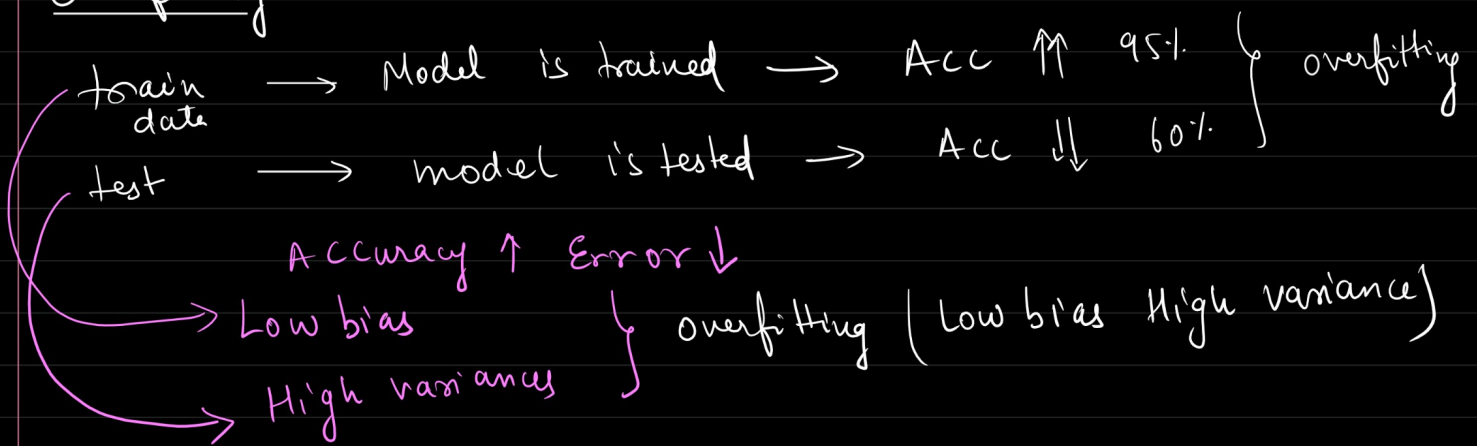 train data → Model is trained → Acc ↑↑ 95% } overfitting
test → model is tested → Acc ↓↓ 60%
Accuracy ↑ Error ↓
→ Low bias } overfitting (Low bias High variance)
→ High variances